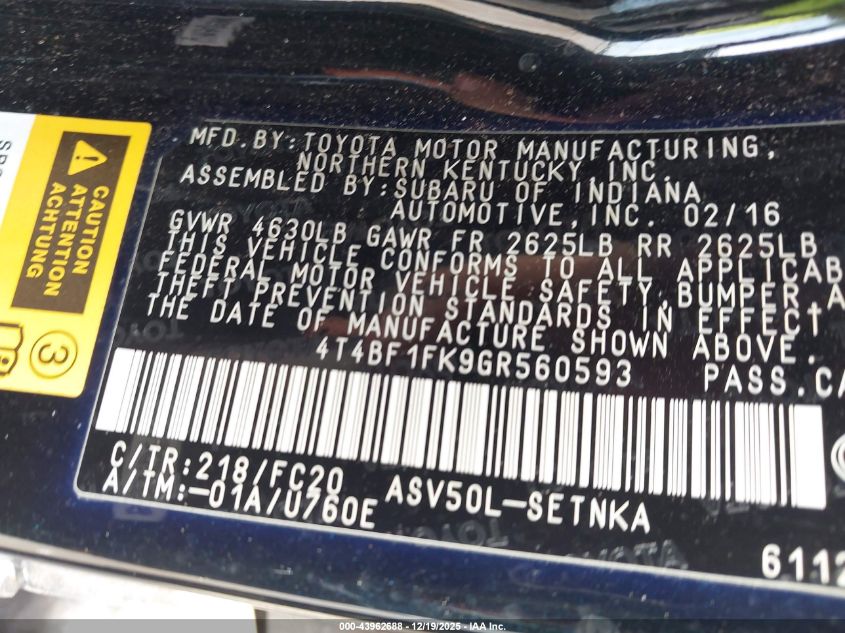 MFD.BY:TOYOTA MOTOR MANUFACTURING,
NORTHERN KENTUCKY,INC.
ASSEMBLED BY:SUBARU OF INDIANA
AUTOMOTIVE,INC. 02/16
GVWR 4630LB GAWR FR 2625LB RR 2625LB
THIS VEHICLE CONFORMS TO ALL APPLICAB
FEDERAL MOTOR VEHICLE SAFETY,BUMPER A
THEFT PREVENTION STANDARDS IN EFFECT
THE DATE OF MANUFACTURE SHOWN ABOVE.
4T4BF1FK9GR560593 PASS.CA
C/TR:218/FC20 ASV50L-SETNKA
A/TM:-01A/U760E
6112
CAUTION
ATTENTION
ACHTUNG
3
000-43962688 - 12/19/2025 - IAA Inc.